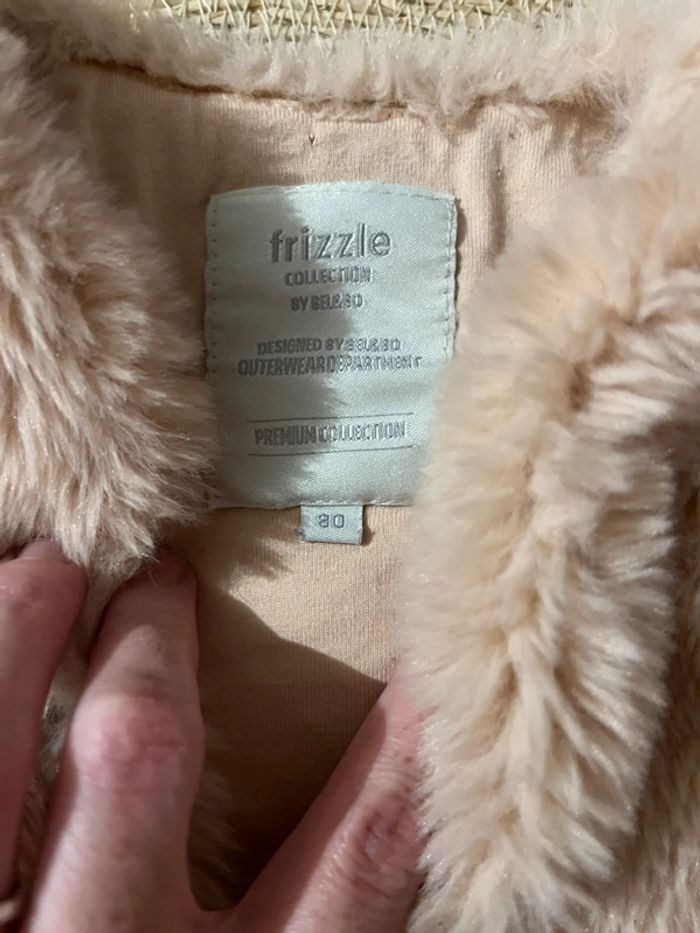 frizzle
COLLECTION
BY BEL&BO
DESIGNED BY BEL&BO
OUTERWEAR DEPARTMENT
PREMIUM COLLECTION
80